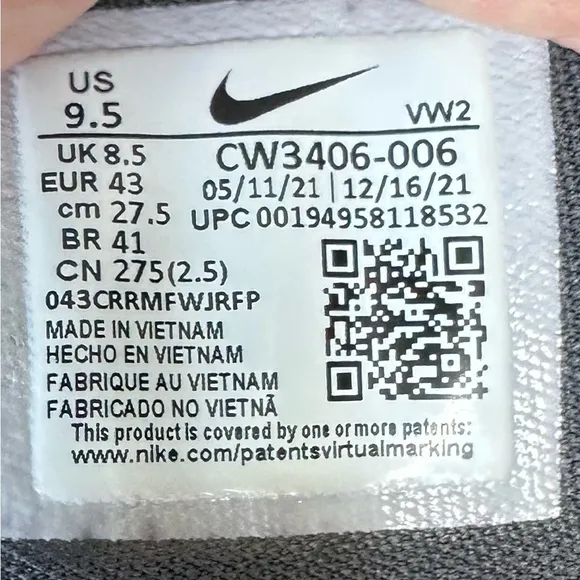 US
9.5
VW2
UK 8.5
EUR 43
cm 27.5
BR 41
CN 275(2.5)
CW3406-006
05/11/21 | 12/16/21
UPC 00194958118532
043CRRMFWJRFP
MADE IN VIETNAM
HECHO EN VIETNAM
FABRIQUE AU VIETNAM
FABRICADO NO VIETNÃ
This product is covered by one or more patents:
www.nike.com/patentsvirtualmarking